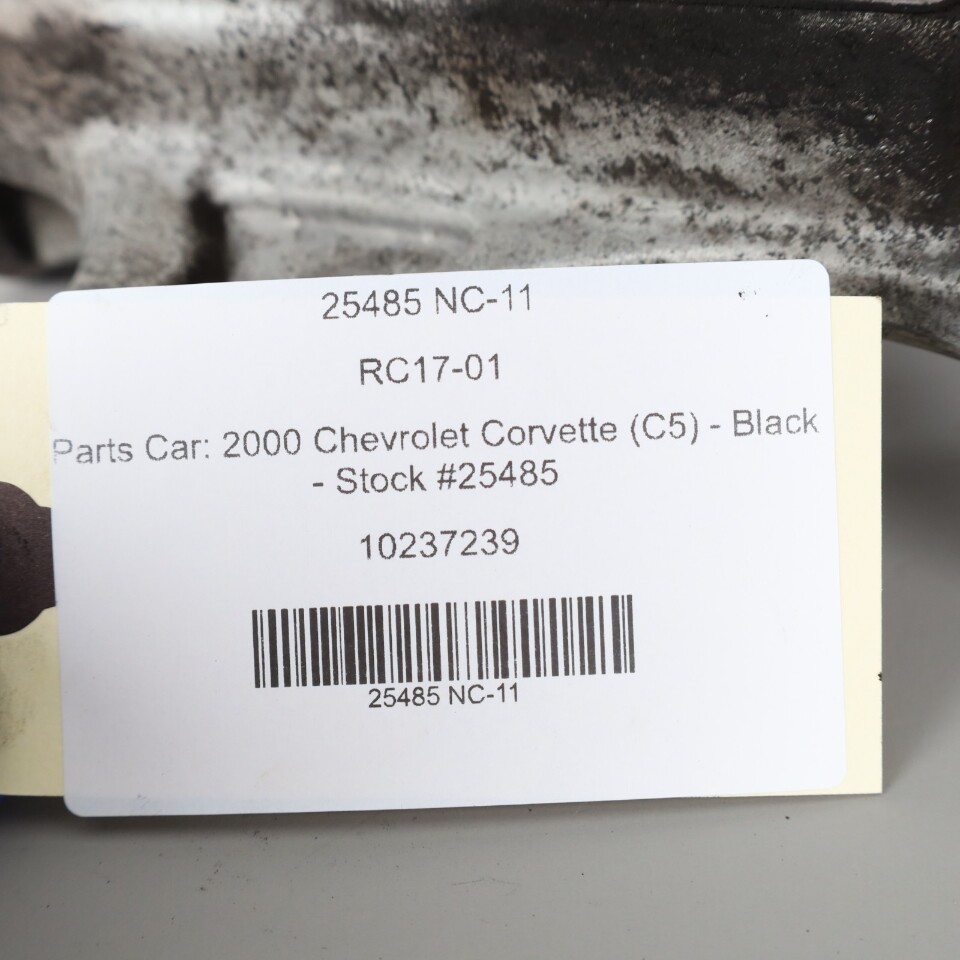 25485 NC-11
RC17-01
Parts Car: 2000 Chevrolet Corvette (C5) - Black
- Stock #25485
10237239
25485 NC-11